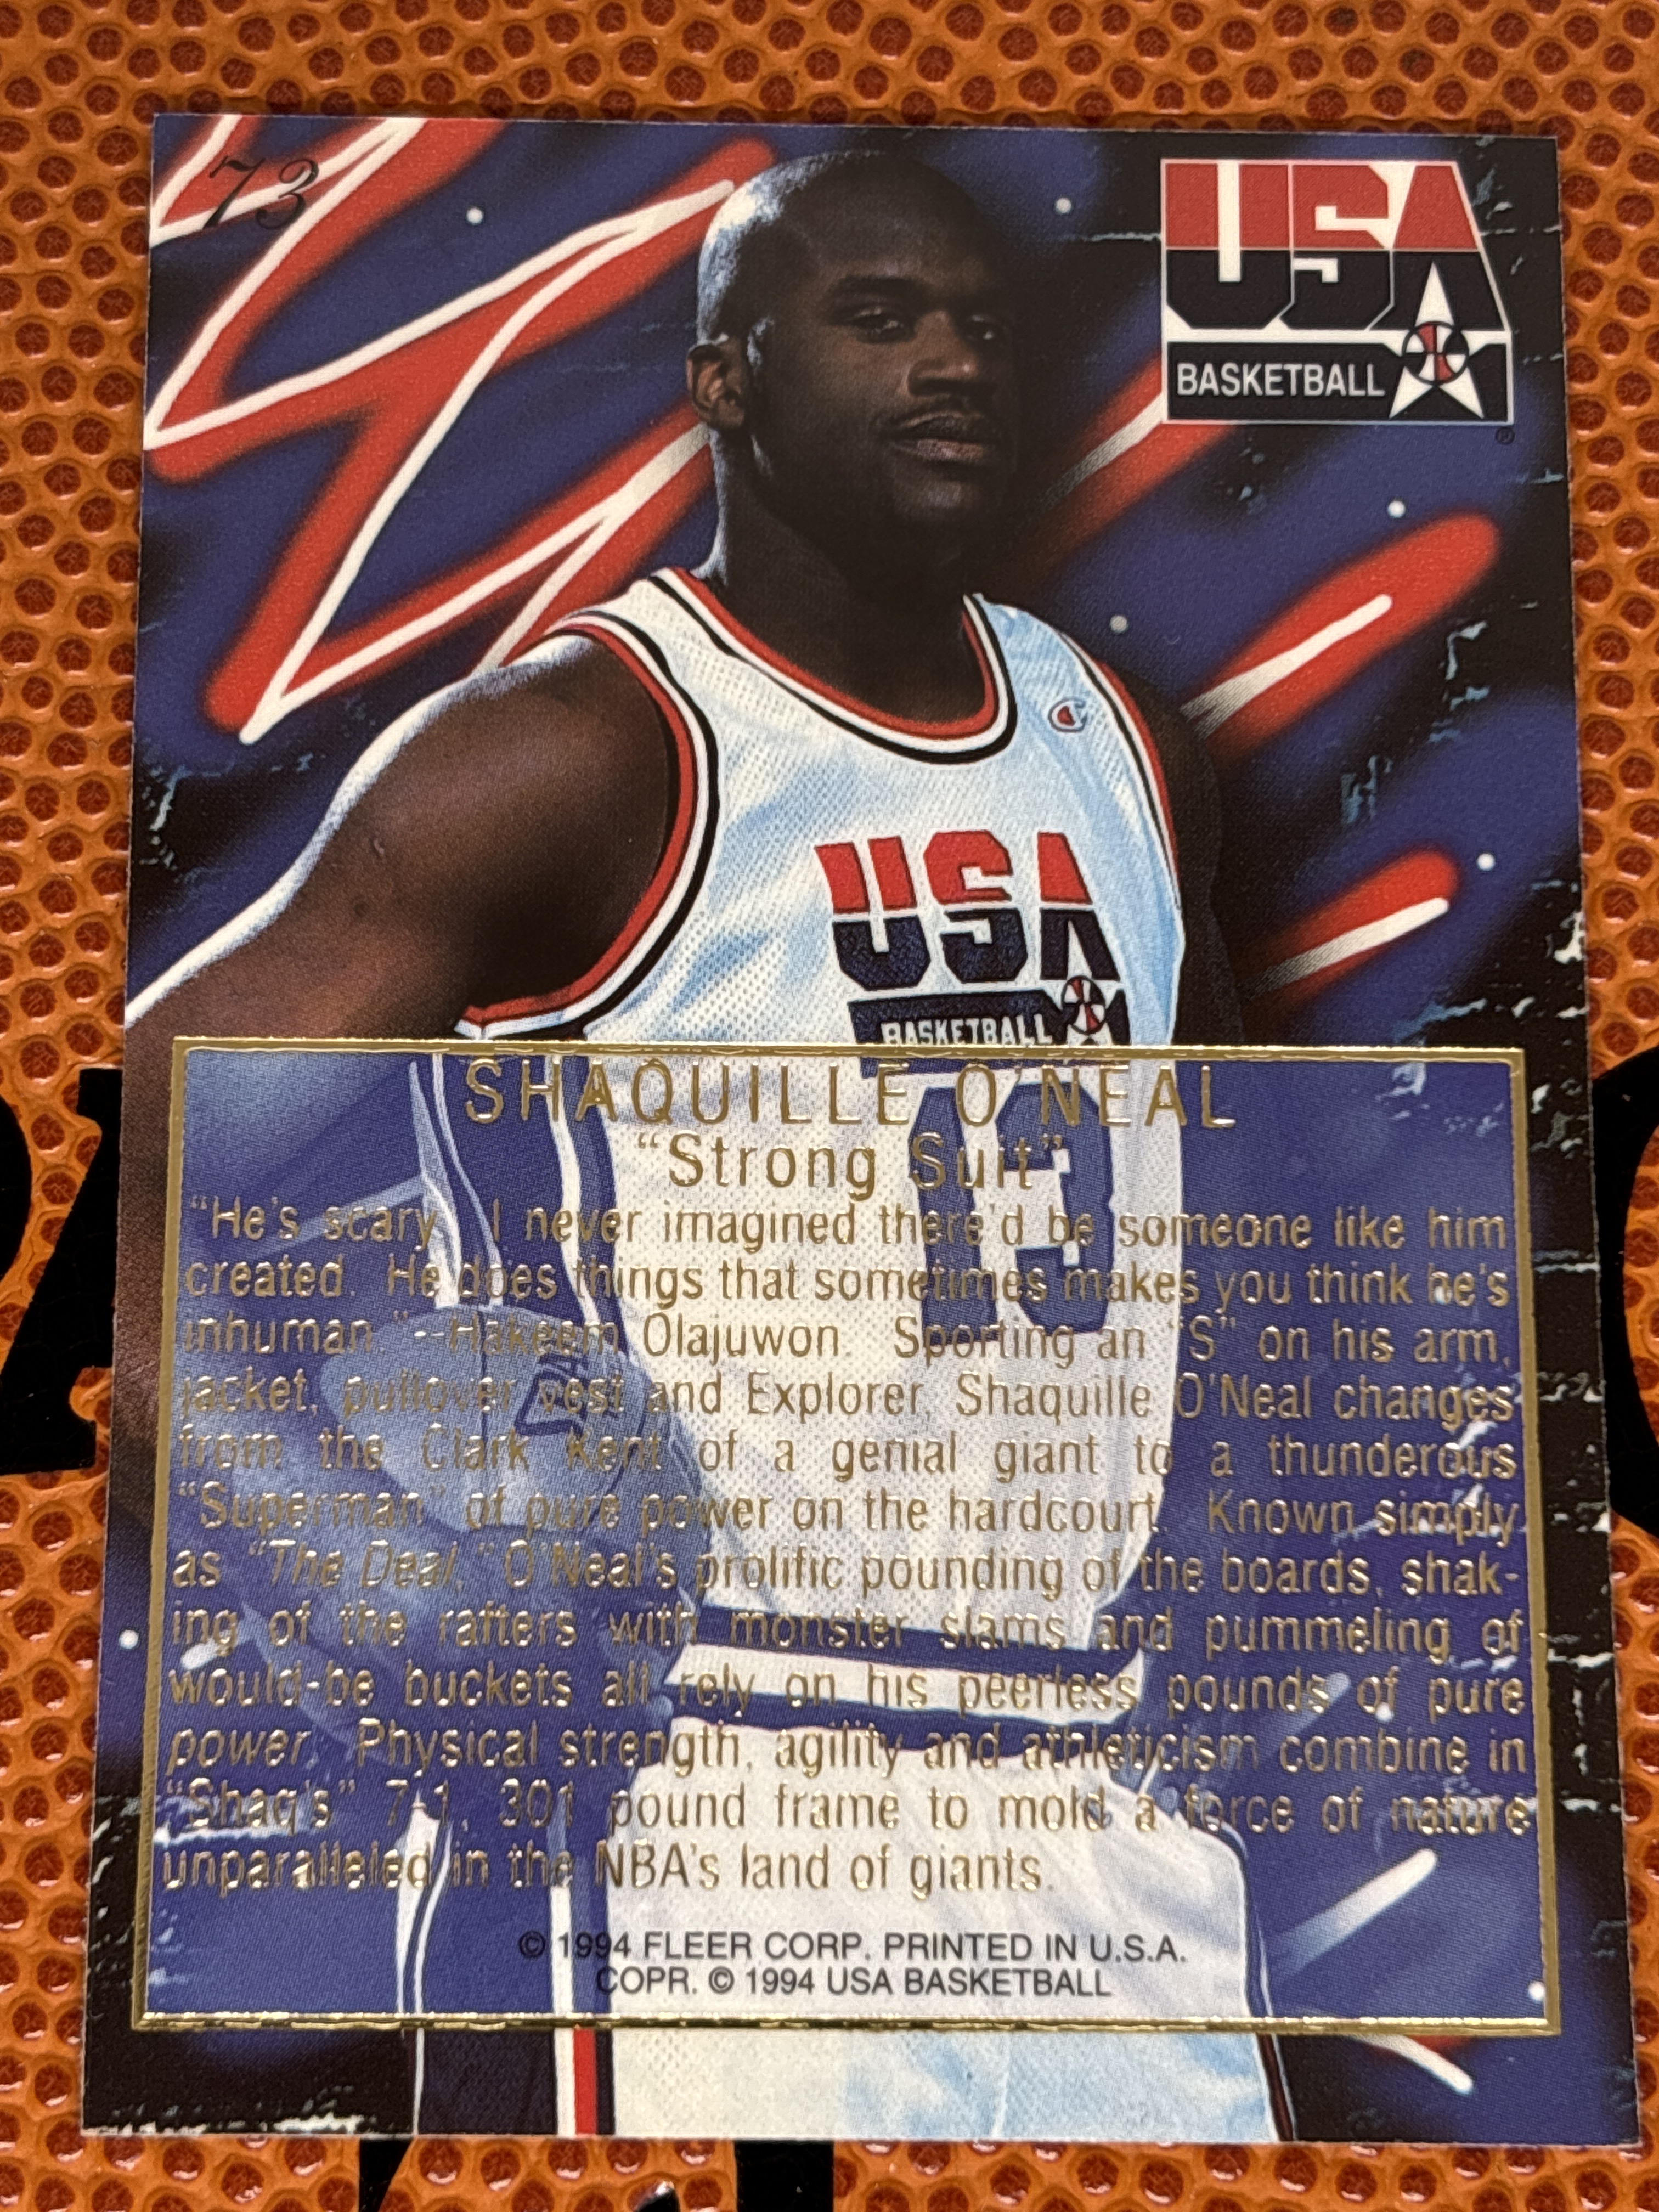 73
USA
BASKETBALL
®
C
USA
BASKETBALL
13
SHAQUILLE O'NEAL
"Strong Suit"
"He's scary. I never imagined there'd be someone like him
created. He does things that sometimes makes you think he's
inhuman."--Hakeem Olajuwon. Sporting an "S" on his arm,
jacket, pullover vest and Explorer, Shaquille O'Neal changes
from the Clark Kent of a genial giant to a thunderous
"Superman" of pure power on the hardcourt. Known simply
as "The Deal," O'Neal's prolific pounding of the boards, shak-
ing of the rafters with monster slams and pummeling of
would-be buckets all rely on his peerless pounds of pure
power. Physical strength, agility and athleticism combine in
"Shaq's" 7-1, 301 pound frame to mold a force of nature
unparalleled in the NBA's land of giants.
© 1994 FLEER CORP. PRINTED IN U.S.A.
COPR. © 1994 USA BASKETBALL